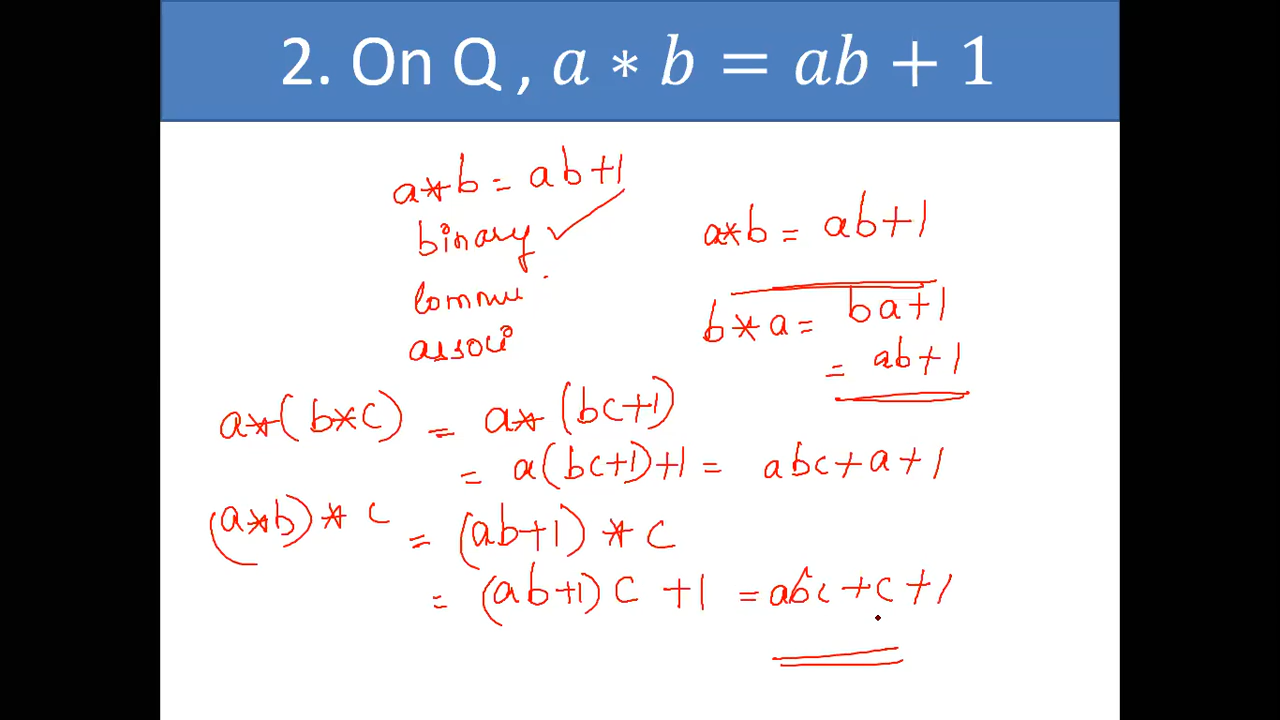 2. On Q , a ∗ b = ab + 1
a*b = ab+1
binary ✓
commu
associ
a*b = ab+1
b*a = ba+1
= ab+1
a*(b*c) = a*(bc+1)
= a(bc+1)+1 = abc+a+1
(a*b)*c = (ab+1)*c
= (ab+1)c+1 = abc+c+1